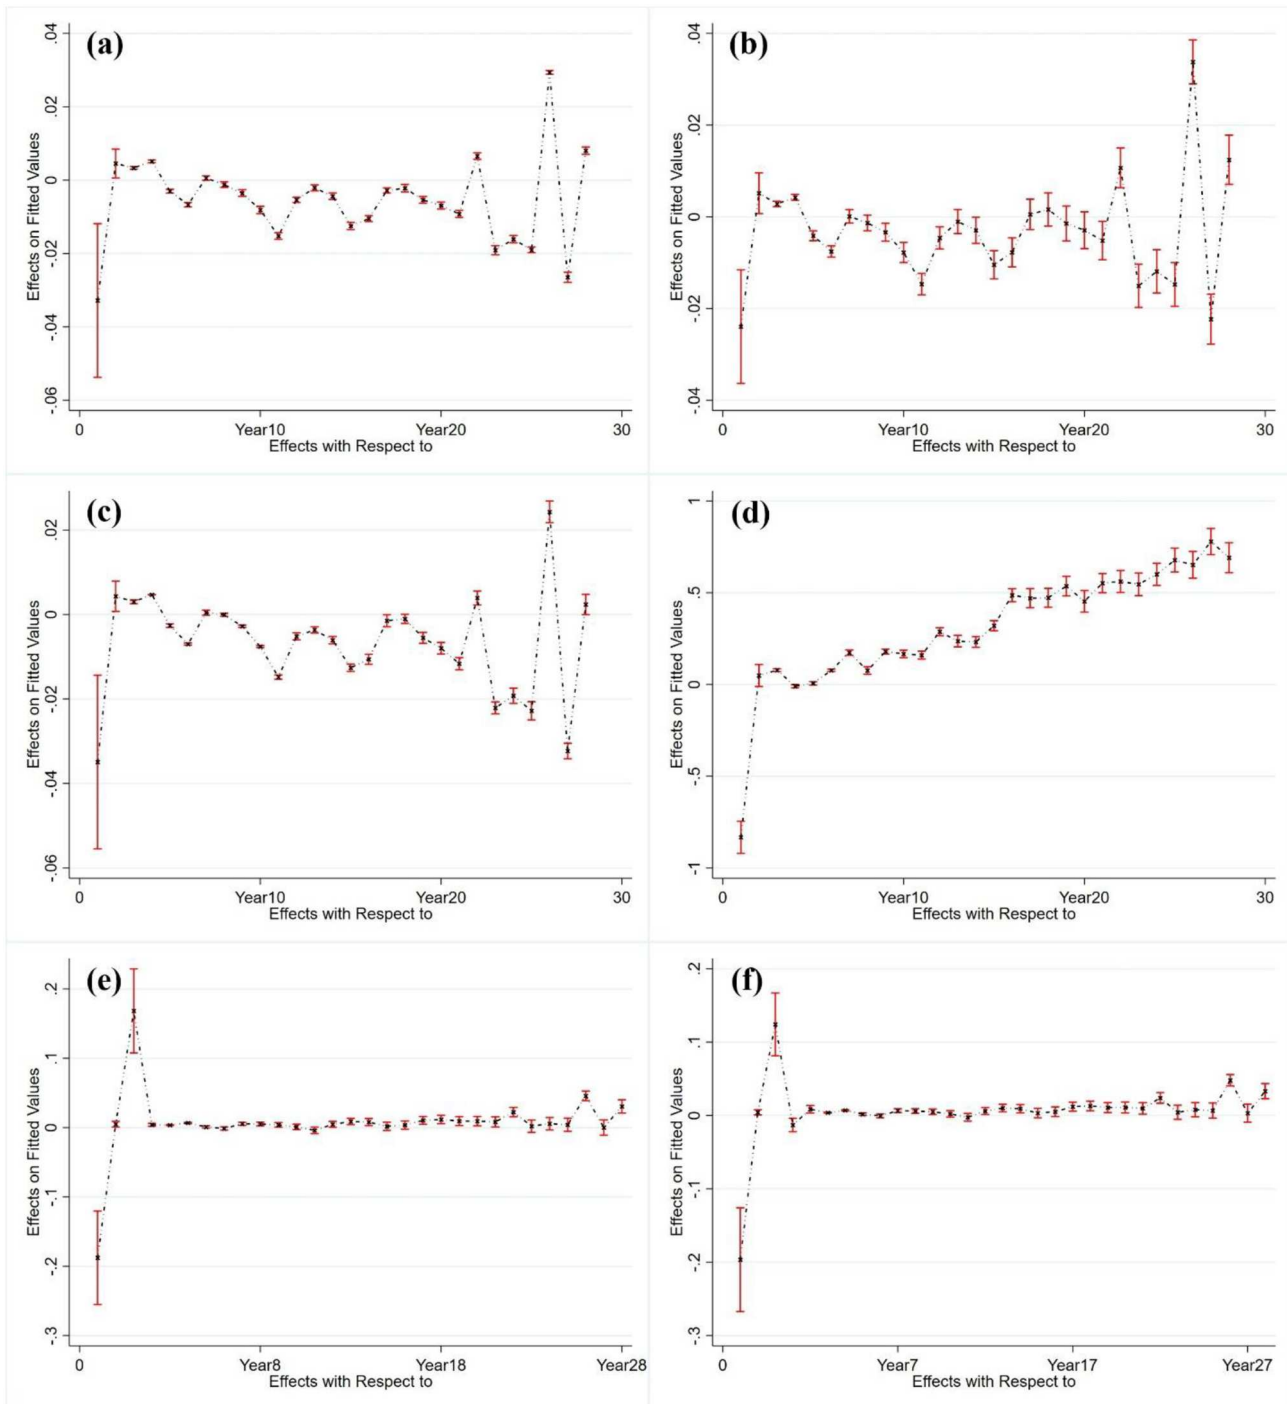 (a)
Effects on Fitted Values
.04
.02
0
-.02
-.04
-.06
0 Year10 Year20 30
Effects with Respect to
(b)
Effects on Fitted Values
.04
.02
0
-.02
-.04
0 Year10 Year20 30
Effects with Respect to
(c)
Effects on Fitted Values
.02
0
-.02
-.04
-.06
0 Year10 Year20 30
Effects with Respect to
(d)
Effects on Fitted Values
1
.5
0
-.5
-1
0 Year10 Year20 30
Effects with Respect to
(e)
Effects on Fitted Values
.2
.1
0
-.1
-.2
-.3
0 Year8 Year18 Year28
Effects with Respect to
(f)
Effects on Fitted Values
.2
.1
0
-.1
-.2
-.3
0 Year7 Year17 Year27
Effects with Respect to